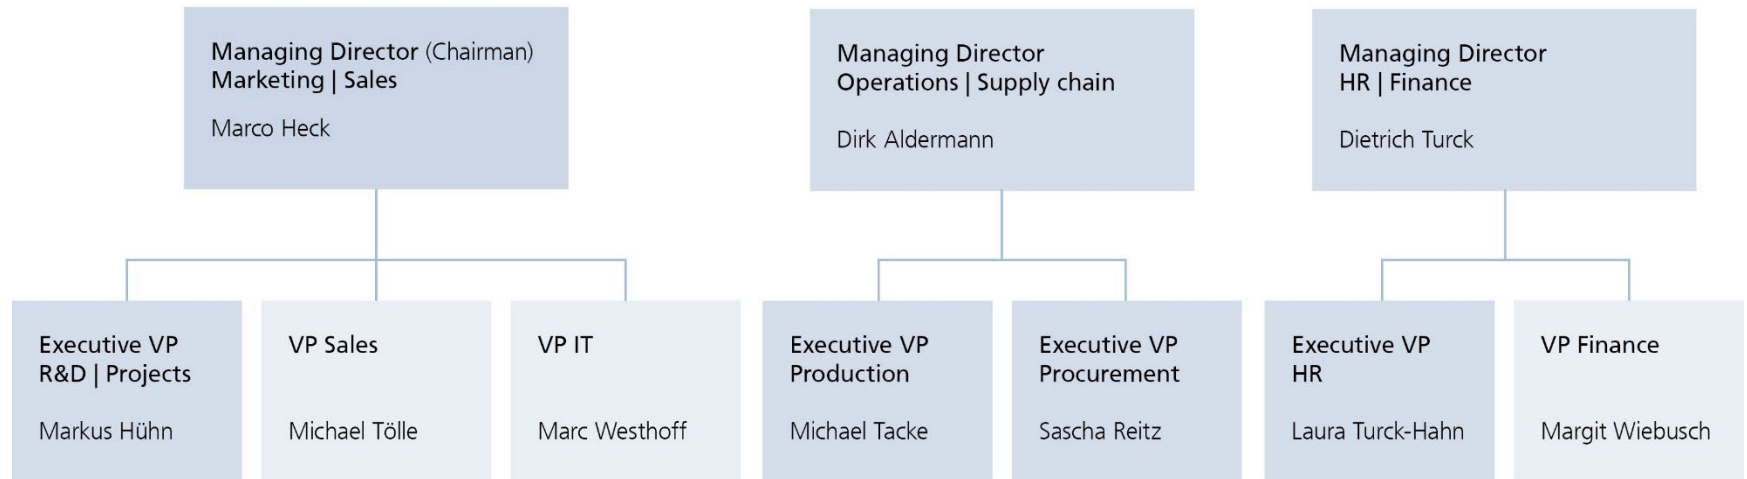 Managing Director (Chairman)
Marketing | Sales
Marco Heck
Managing Director
Operations | Supply chain
Dirk Aldermann
Managing Director
HR | Finance
Dietrich Turck
Executive VP
R&D | Projects
Markus Hühn
VP Sales
Michael Tölle
VP IT
Marc Westhoff
Executive VP
Production
Michael Tacke
Executive VP
Procurement
Sascha Reitz
Executive VP
HR
Laura Turck-Hahn
VP Finance
Margit Wiebusch